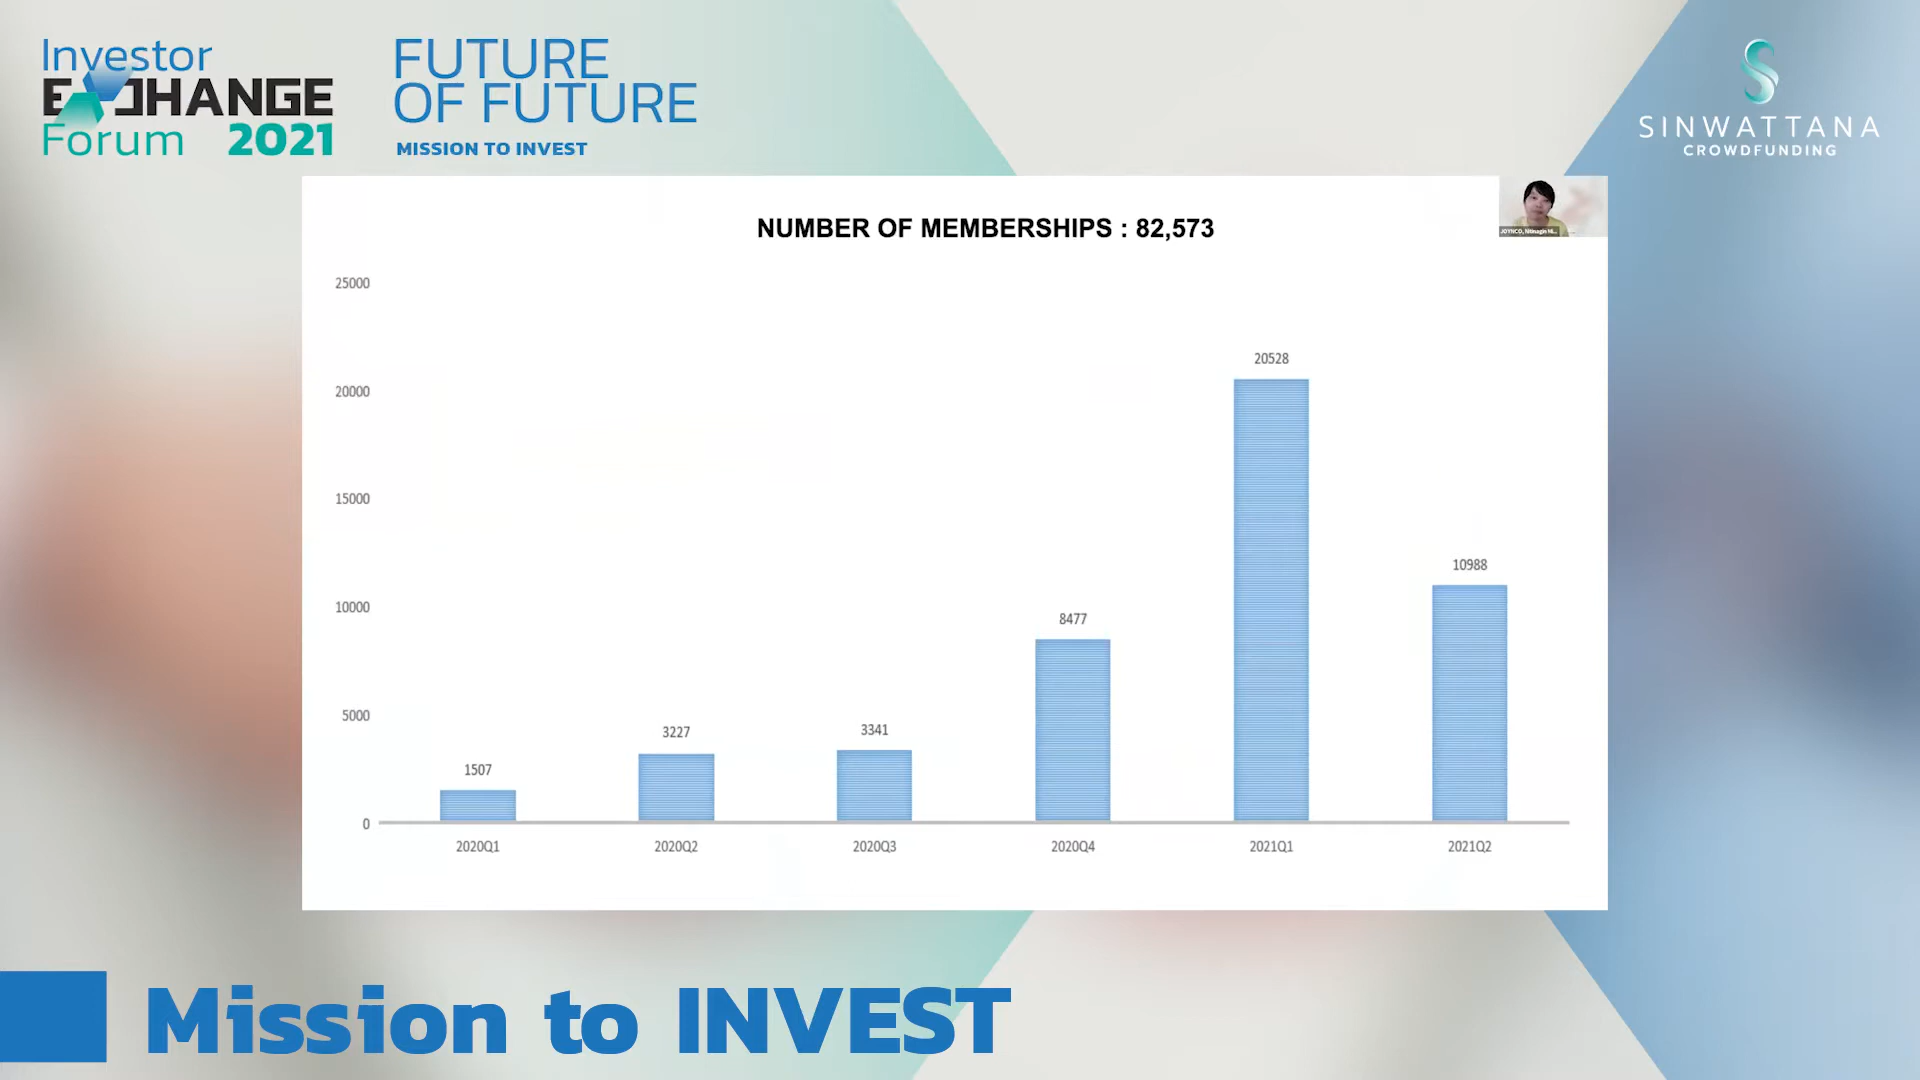 Investor
EXCHANGE
Forum 2021
FUTURE
OF FUTURE
MISSION TO INVEST
SINWATTANA
CROWDFUNDING
NUMBER OF MEMBERSHIPS : 82,573
25000
20000
15000
10000
5000
0
1507
3227
3341
8477
20528
10988
2020Q1
2020Q2
2020Q3
2020Q4
2021Q1
2021Q2
Mission to INVEST